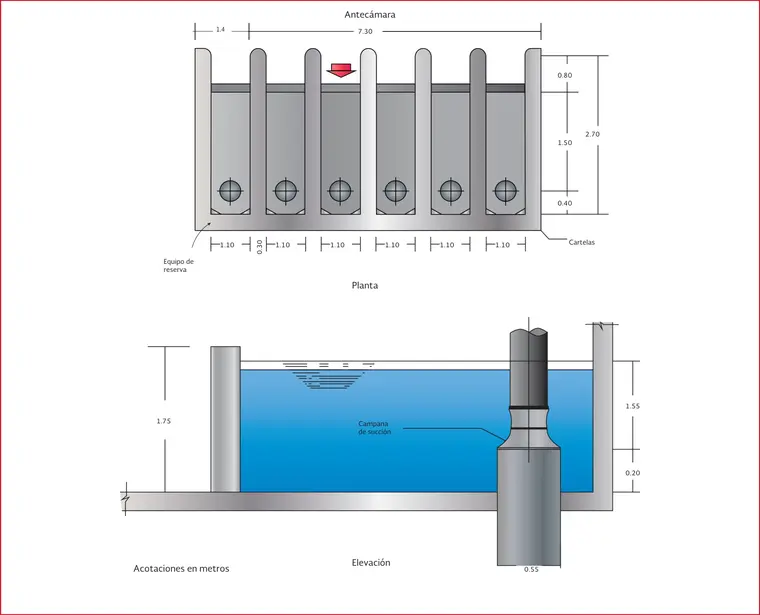 Antecámara
1.4
7.30
0.80
2.70
1.50
0.40
1.10
0.30
1.10
1.10
1.10
1.10
1.10
Cartelas
Equipo de
reserva
Planta
1.55
Campana
de succión
1.75
0.20
Elevación
Acotaciones en metros
0.55